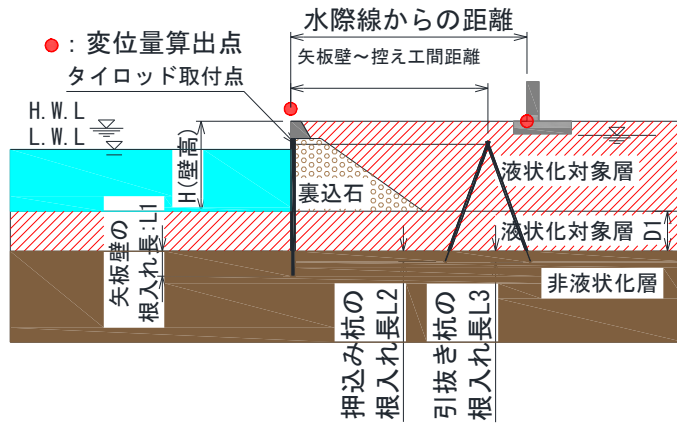 水際線からの距離
：変位量算出点
矢板壁～控え工間距離
タイロッド取付点
H.W.L
L.W.L
H(壁高)
裏込石
液状化対象層
液状化対象層
D1
矢板壁の
根入れ長:L1
非液状化層
押込み杭の
根入れ長L2
引抜き杭の
根入れ長L3